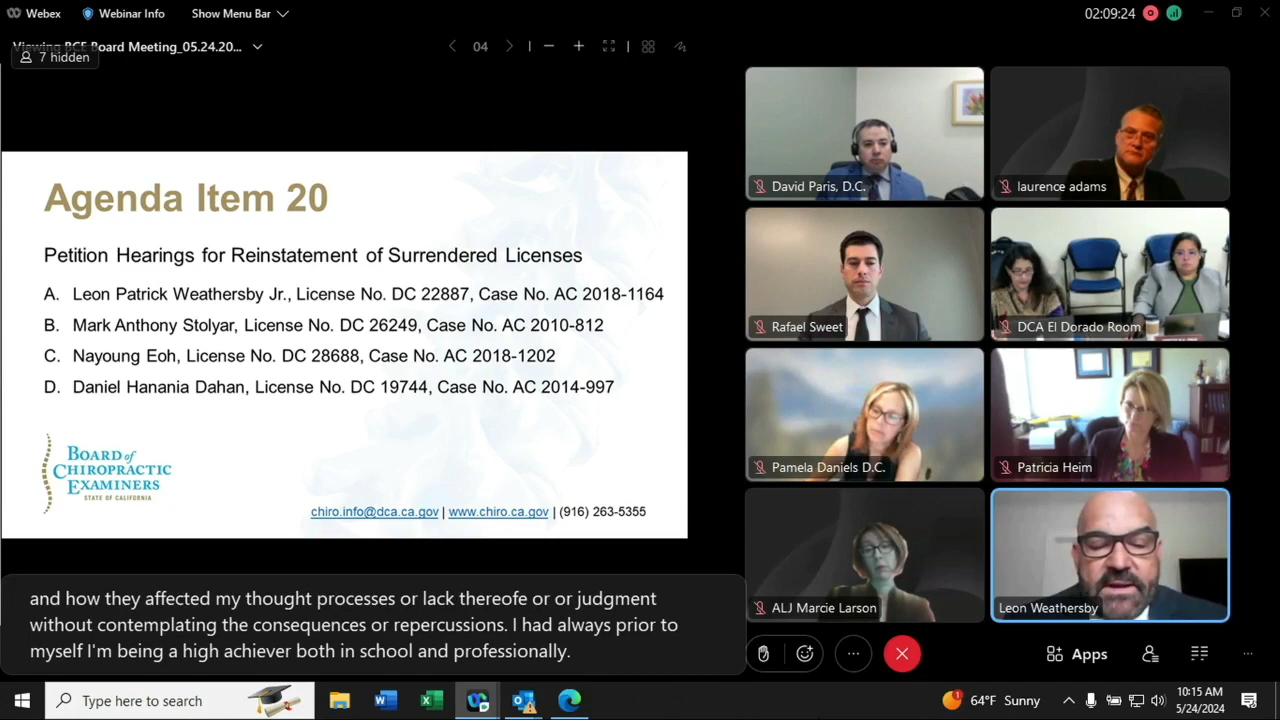 Webex
Webinar Info
Show Menu Bar
02:09:24
Viewing BCE Board Meeting_05.24.20...
04
7 hidden
Agenda Item 20
Petition Hearings for Reinstatement of Surrendered Licenses
A. Leon Patrick Weathersby Jr., License No. DC 22887, Case No. AC 2018-1164
B. Mark Anthony Stolyar, License No. DC 26249, Case No. AC 2010-812
C. Nayoung Eoh, License No. DC 28688, Case No. AC 2018-1202
D. Daniel Hanania Dahan, License No. DC 19744, Case No. AC 2014-997
BOARD of
CHIROPRACTIC
EXAMINERS
STATE OF CALIFORNIA
chiro.info@dca.ca.gov | www.chiro.ca.gov | (916) 263-5355
David Paris, D.C.
laurence adams
Rafael Sweet
DCA El Dorado Room
Pamela Daniels D.C.
Patricia Heim
ALJ Marcie Larson
Leon Weathersby
and how they affected my thought processes or lack thereofe or or judgment
without contemplating the consequences or repercussions. I had always prior to
myself I'm being a high achiever both in school and professionally.
Apps
Type here to search
1
64°F Sunny
10:15 AM
5/24/2024